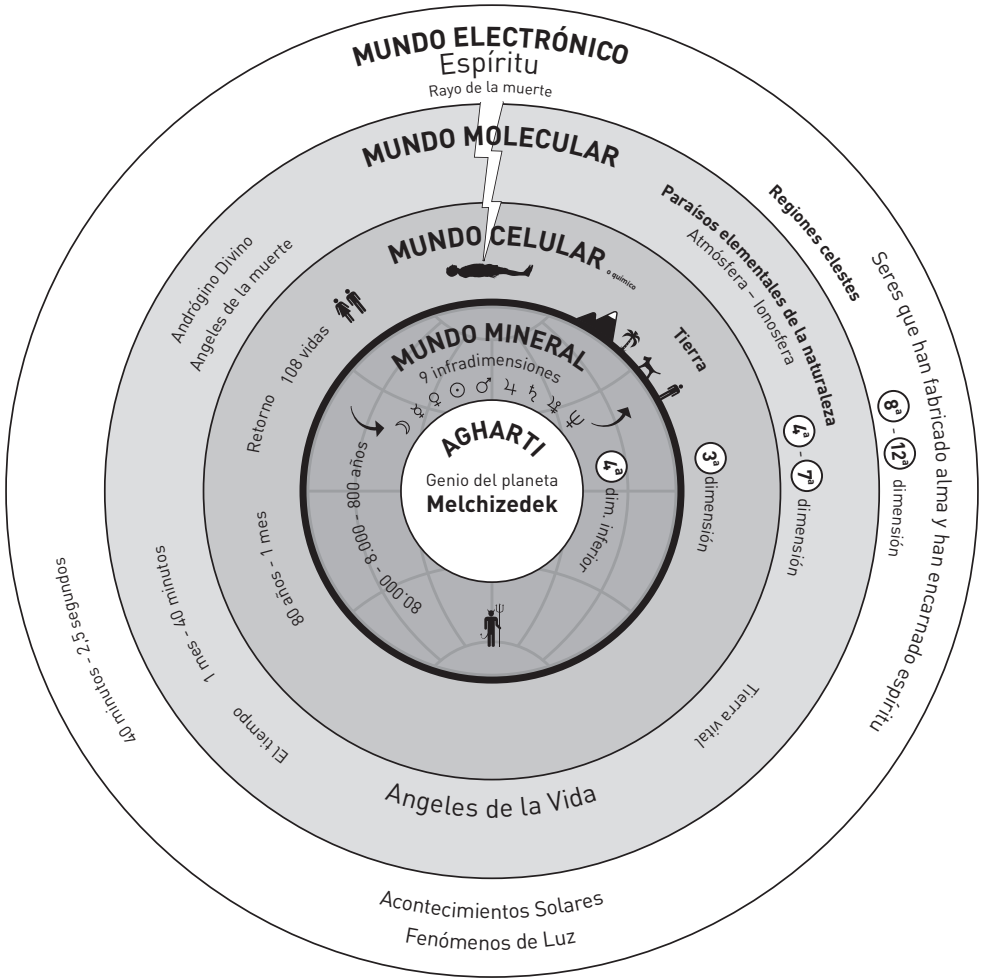 MUNDO ELECTRÓNICO
Espíritu
Rayo de la muerte
MUNDO MOLECULAR
MUNDO CELULAR
o químico
MUNDO MINERAL
9 infradimensiones
☽ ☿ ♀ ☉ ♂ ♃ ♄ ♅ ♆
AGHARTI
Genio del planeta
Melchizedek
4ª dim. inferior
80.000 - 8.000 - 800 años
Tierra
3ª dimensión
108 vidas
Retorno
80 años - 1 mes
Andrógino Divino
Angeles de la muerte
Paraísos elementales de la naturaleza
Atmósfera - Ionosfera
4ª - 7ª dimensión
1 mes - 40 minutos
El tiempo
Tierra vital
Angeles de la Vida
Regiones celestes
Seres que han fabricado alma y han encarnado espíritu
8ª - 12ª dimensión
40 minutos - 2,5 segundos
Acontecimientos Solares
Fenómenos de Luz